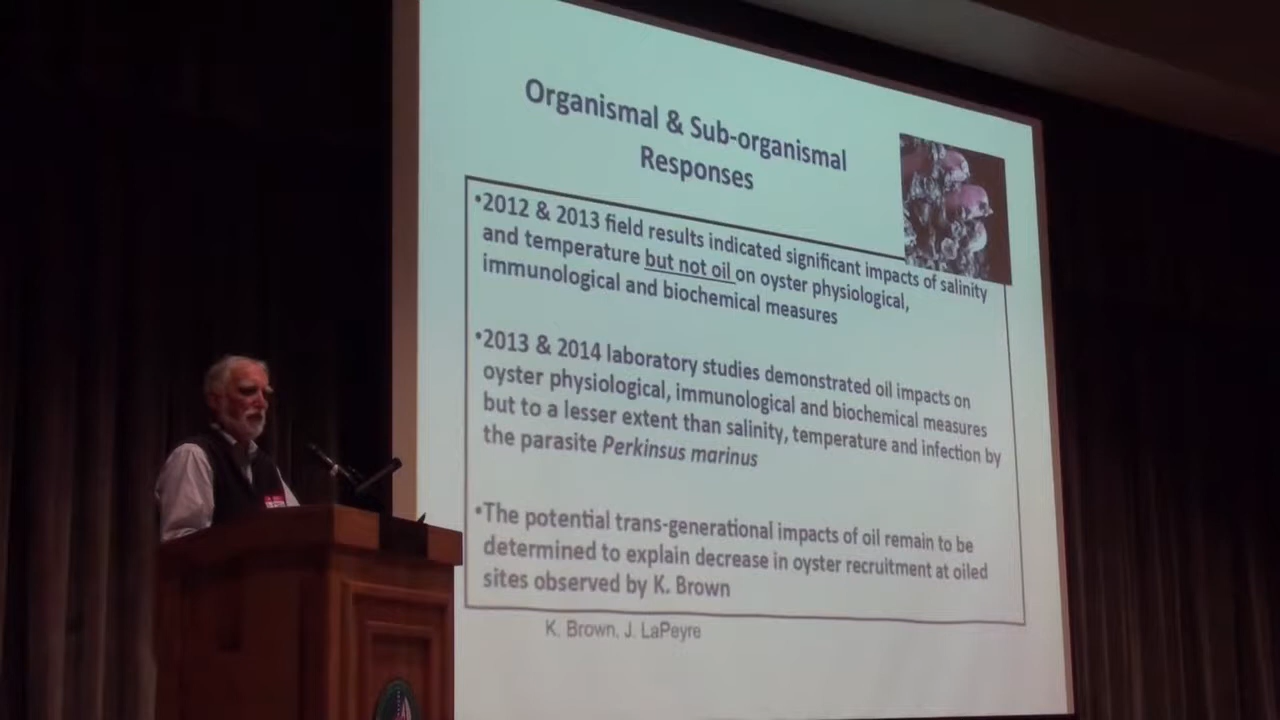 Organismal & Sub-organismal
Responses
•2012 & 2013 field results indicated significant impacts of salinity
and temperature but not oil on oyster physiological,
immunological and biochemical measures
•2013 & 2014 laboratory studies demonstrated oil impacts on
oyster physiological, immunological and biochemical measures
but to a lesser extent than salinity, temperature and infection by
the parasite Perkinsus marinus
•The potential trans-generational impacts of oil remain to be
determined to explain decrease in oyster recruitment at oiled
sites observed by K. Brown
K. Brown, J. LaPeyre